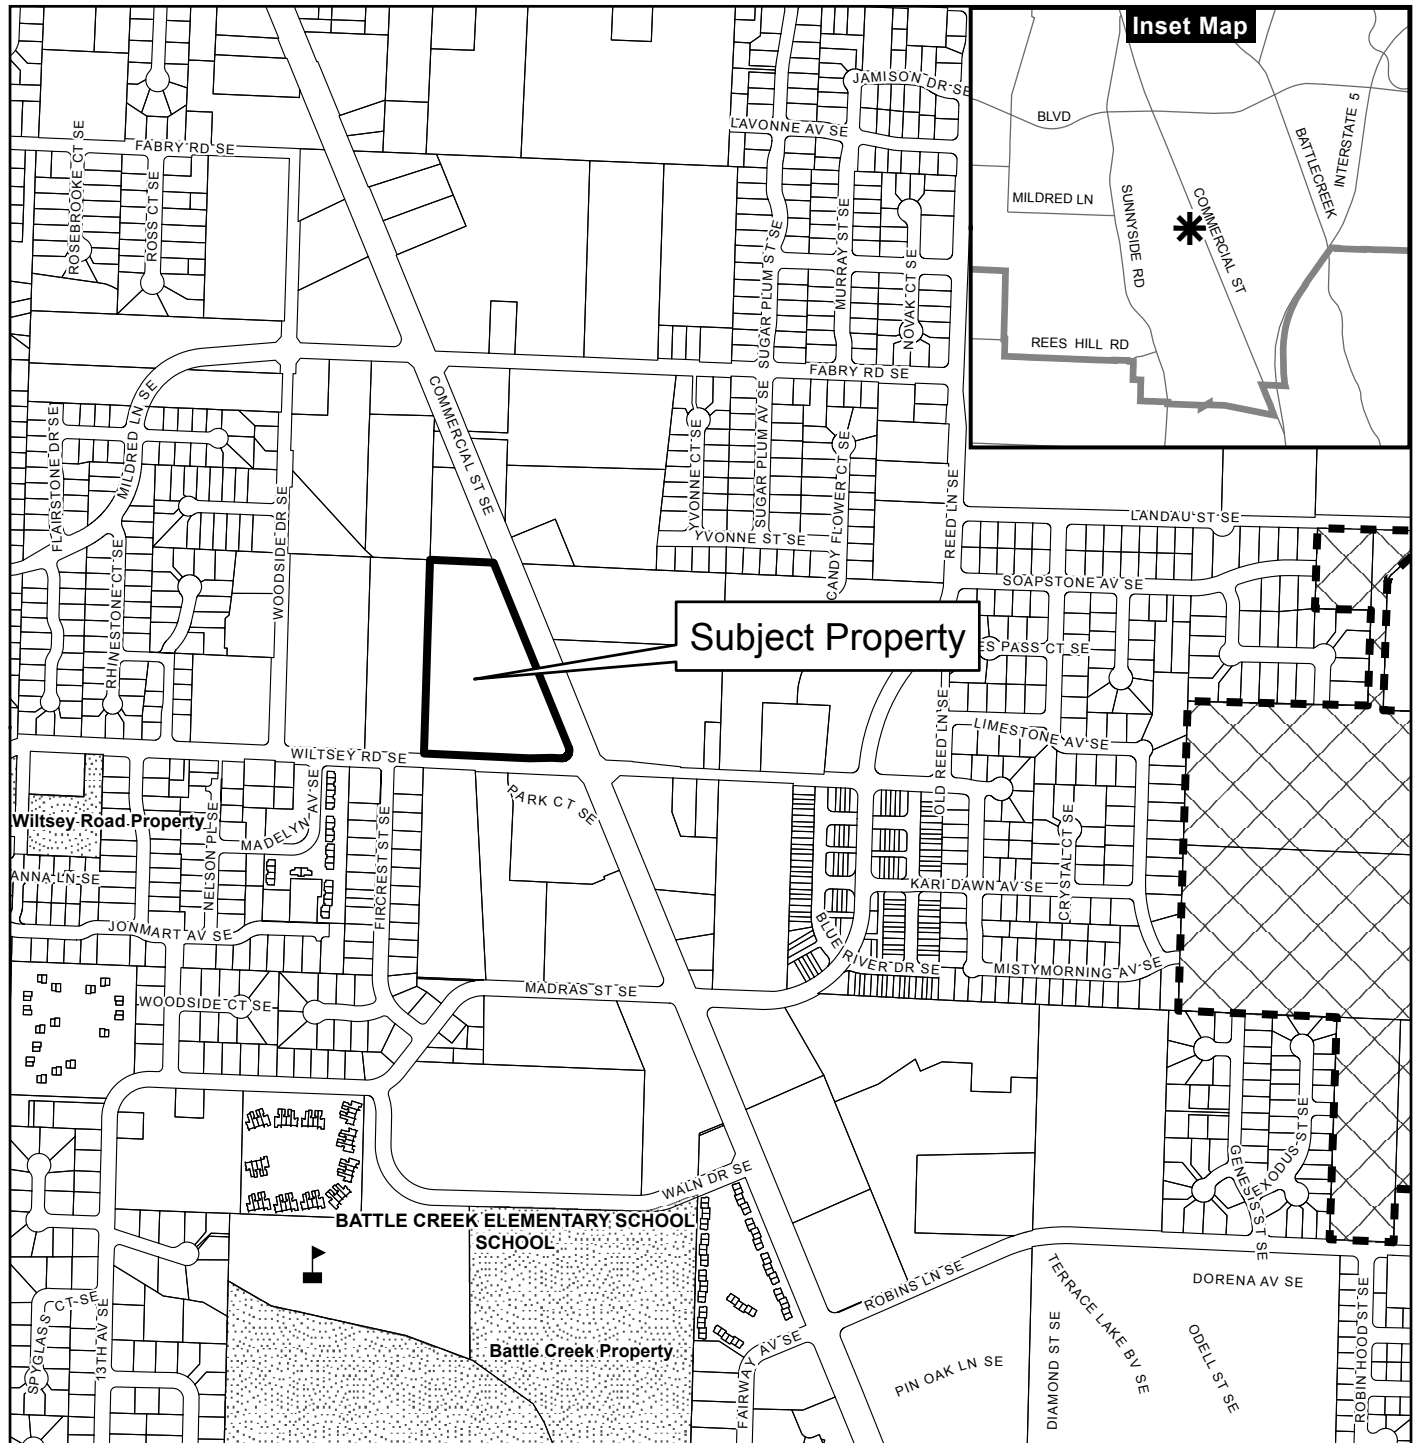 Inset Map
BLVD
MILDRED LN
SUNNYSIDE RD
COMMERCIAL ST
BATTLECREEK
INTERSTATE 5
REES HILL RD
JAMISON DR SE
LAVONNE AV SE
FABRY RD SE
ROSEBROOKE CT SE
ROSS CT SE
SUGAR PLUM ST SE
MURRAY ST SE
NOVAK CT SE
FABRY RD SE
COMMERCIAL ST SE
MILDRED LN SE
FLAIRSTONE DR SE
WOODSIDE DR SE
RHINESTONE CT SE
YVONNE CT SE
SUGAR PLUM AV SE
CANDY FLOWER CT SE
YVONNE ST SE
REED LN SE
LANDAU ST SE
SOAPSTONE AV SE
Subject Property
ES PASS CT SE
OLD REED LN SE
LIMESTONE AV SE
WILTSEY RD SE
PARK CT SE
Wiltsey Road Property
MADELYN AV SE
NELSON PL SE
FIRCREST ST SE
ANNA LN SE
JONMART AV SE
KARI DAWN AV SE
CRYSTAL CT SE
BLUE RIVER DR SE
MISTYMORNING AV SE
WOODSIDE CT SE
MADRAS ST SE
GENESIS ST SE
EXODUS ST SE
WALN DR SE
BATTLE CREEK ELEMENTARY SCHOOL
SCHOOL
ROBINS LN SE
DORENA AV SE
TERRACE LAKE BV SE
SPYGLASS CT SE
13TH AV SE
Battle Creek Property
FAIRWAY AV SE
PIN OAK LN SE
DIAMOND ST SE
ODELL ST SE
ROBIN HOOD ST SE